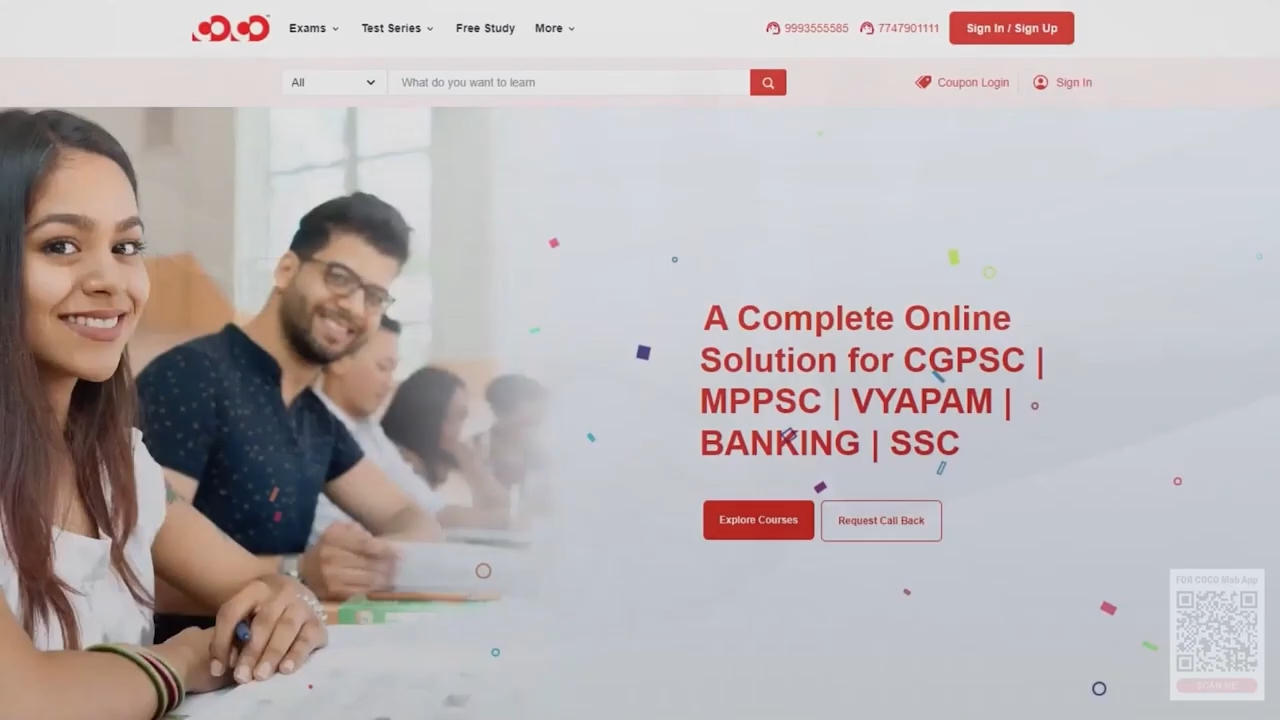 COCO
Exams
Test Series
Free Study
More
9993555585
7747901111
Sign In / Sign Up
All
What do you want to learn
Coupon Login
Sign In
A Complete Online
Solution for CGPSC |
MPPSC | VYAPAM |
BANKING | SSC
Explore Courses
Request Call Back
FOR COCO Mob App
SCAN ME